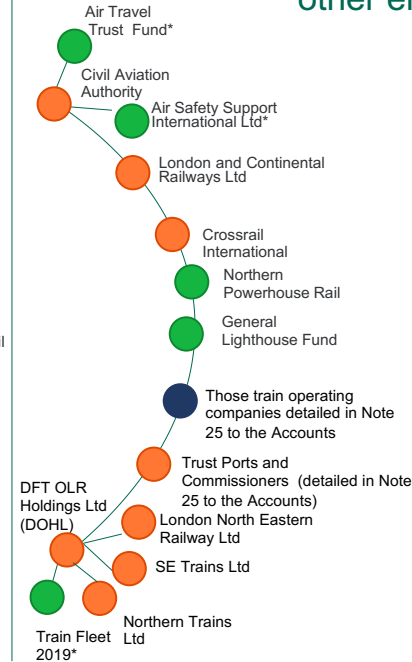 other er
Air Travel
Trust Fund*
Civil Aviation
Authority
Air Safety Support
International Ltd*
London and Continental
Railways Ltd
Crossrail
International
Northern
Powerhouse Rail
General
Lighthouse Fund
il
Those train operating
companies detailed in Note
25 to the Accounts
Trust Ports and
Commissioners (detailed in Note
25 to the Accounts)
DFT OLR
Holdings Ltd
(DOHL)
London North Eastern
Railway Ltd
SE Trains Ltd
Northern Trains
Ltd
Train Fleet
2019*